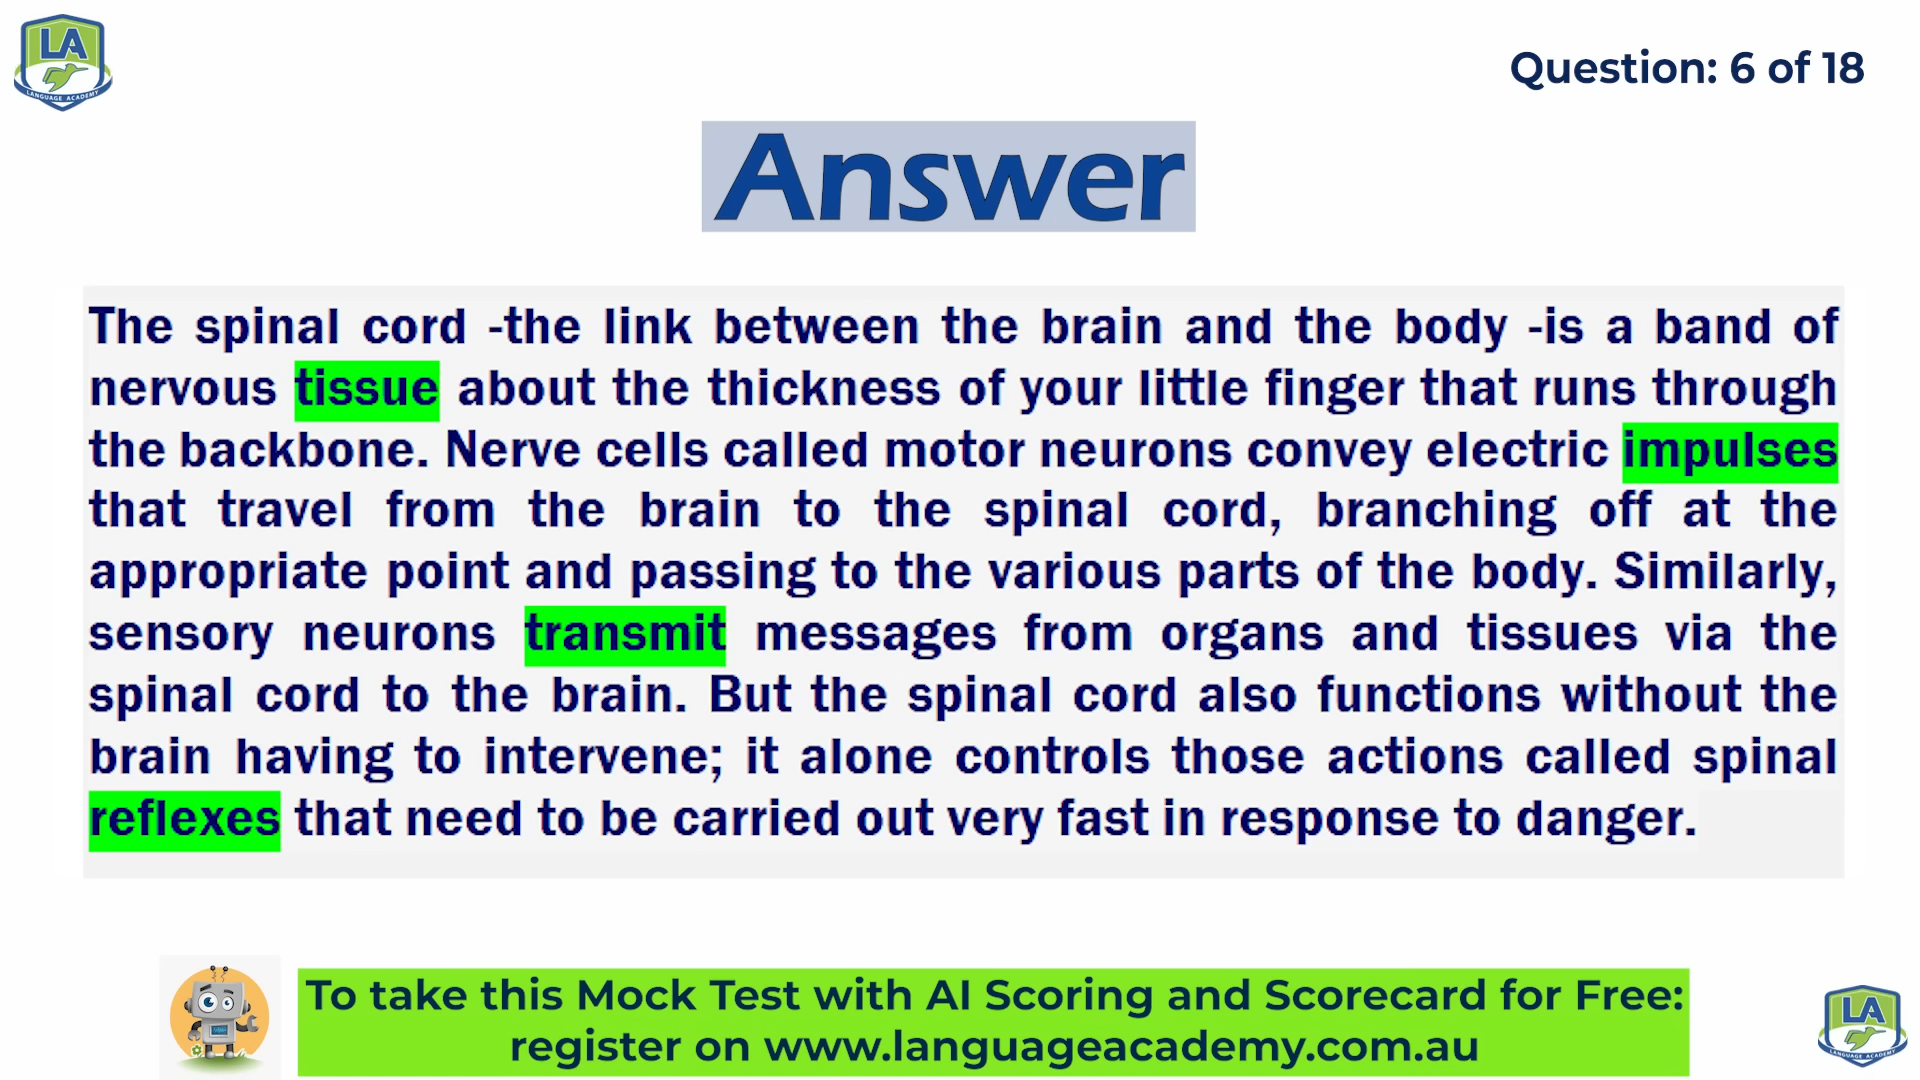 LA
LANGUAGE ACADEMY
Question: 6 of 18
Answer
The spinal cord -the link between the brain and the body -is a band of
nervous tissue about the thickness of your little finger that runs through
the backbone. Nerve cells called motor neurons convey electric impulses
that travel from the brain to the spinal cord, branching off at the
appropriate point and passing to the various parts of the body. Similarly,
sensory neurons transmit messages from organs and tissues via the
spinal cord to the brain. But the spinal cord also functions without the
brain having to intervene; it alone controls those actions called spinal
reflexes that need to be carried out very fast in response to danger.
To take this Mock Test with AI Scoring and Scorecard for Free:
register on www.languageacademy.com.au
LA
LANGUAGE ACADEMY